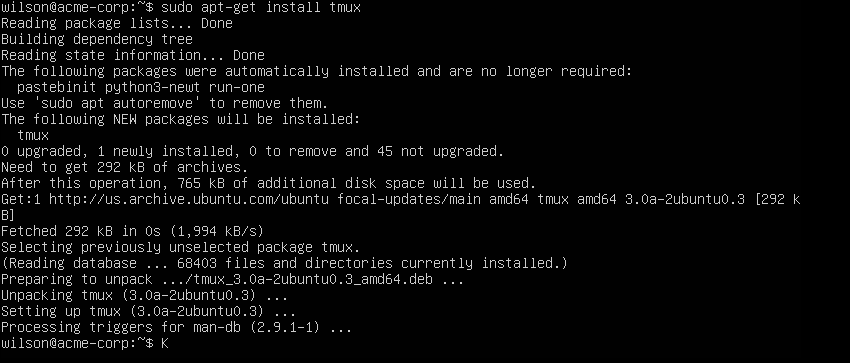 wilson@acme-corp:~$ sudo apt-get install tmux
Reading package lists... Done
Building dependency tree
Reading state information... Done
The following packages were automatically installed and are no longer required:
  pastebinit python3-newt run-one
Use 'sudo apt autoremove' to remove them.
The following NEW packages will be installed:
  tmux
0 upgraded, 1 newly installed, 0 to remove and 45 not upgraded.
Need to get 292 kB of archives.
After this operation, 765 kB of additional disk space will be used.
Get:1 http://us.archive.ubuntu.com/ubuntu focal-updates/main amd64 tmux amd64 3.0a-2ubuntu0.3 [292 k
B]
Fetched 292 kB in 0s (1,994 kB/s)
Selecting previously unselected package tmux.
(Reading database ... 68403 files and directories currently installed.)
Preparing to unpack .../tmux_3.0a-2ubuntu0.3_amd64.deb ...
Unpacking tmux (3.0a-2ubuntu0.3) ...
Setting up tmux (3.0a-2ubuntu0.3) ...
Processing triggers for man-db (2.9.1-1) ...
wilson@acme-corp:~$ K